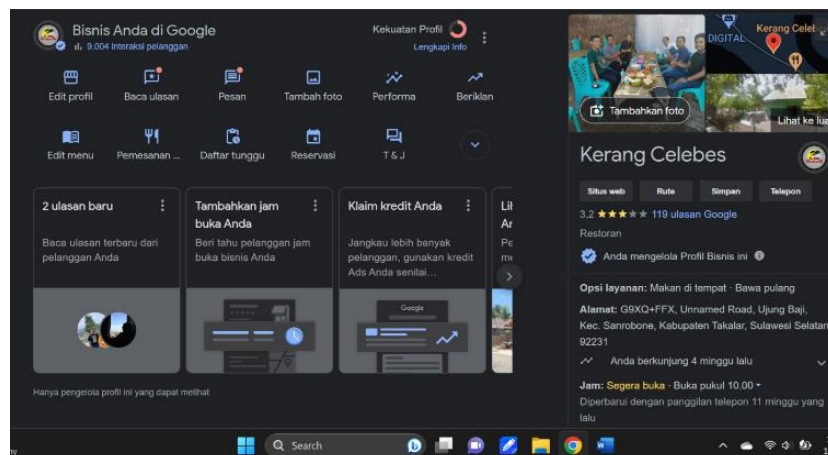 Bisnis Anda di Google
9.004 interaksi pelanggan
Kekuatan Profil
Lengkapi Info
Edit profil
Baca ulasan
Pesan
Tambah foto
Performa
Beriklan
Edit menu
Pemesanan ...
Daftar tunggu
Reservasi
T & J
2 ulasan baru
Baca ulasan terbaru dari
pelanggan Anda
Tambahkan jam
buka Anda
Beri tahu pelanggan jam
buka bisnis Anda
Klaim kredit Anda
Jangkau lebih banyak
pelanggan, gunakan kredit
Ads Anda senilai...
Google
Hanya pengelola profil ini yang dapat
melihat
Tambahkan foto
DIGITAL
Kerang Celeb
Lihat ke lua
Kerang Celebes
Situs web
Rute
Simpan
Telepon
3,2 ★★★★★ 119 ulasan Google
Restoran
Anda mengelola Profil Bisnis ini
Opsi layanan: Makan di tempat · Bawa pulang
Alamat: G9XQ+FFX, Unnamed Road, Ujung Baji,
Kec. Sanrobone, Kabupaten Takalar, Sulawesi Selatan
92231
Anda berkunjung 4 minggu lalu
Jam: Segera buka · Buka pukul 10.00
Diperbarui dengan panggilan telepon 11 minggu yang
lalu
Search